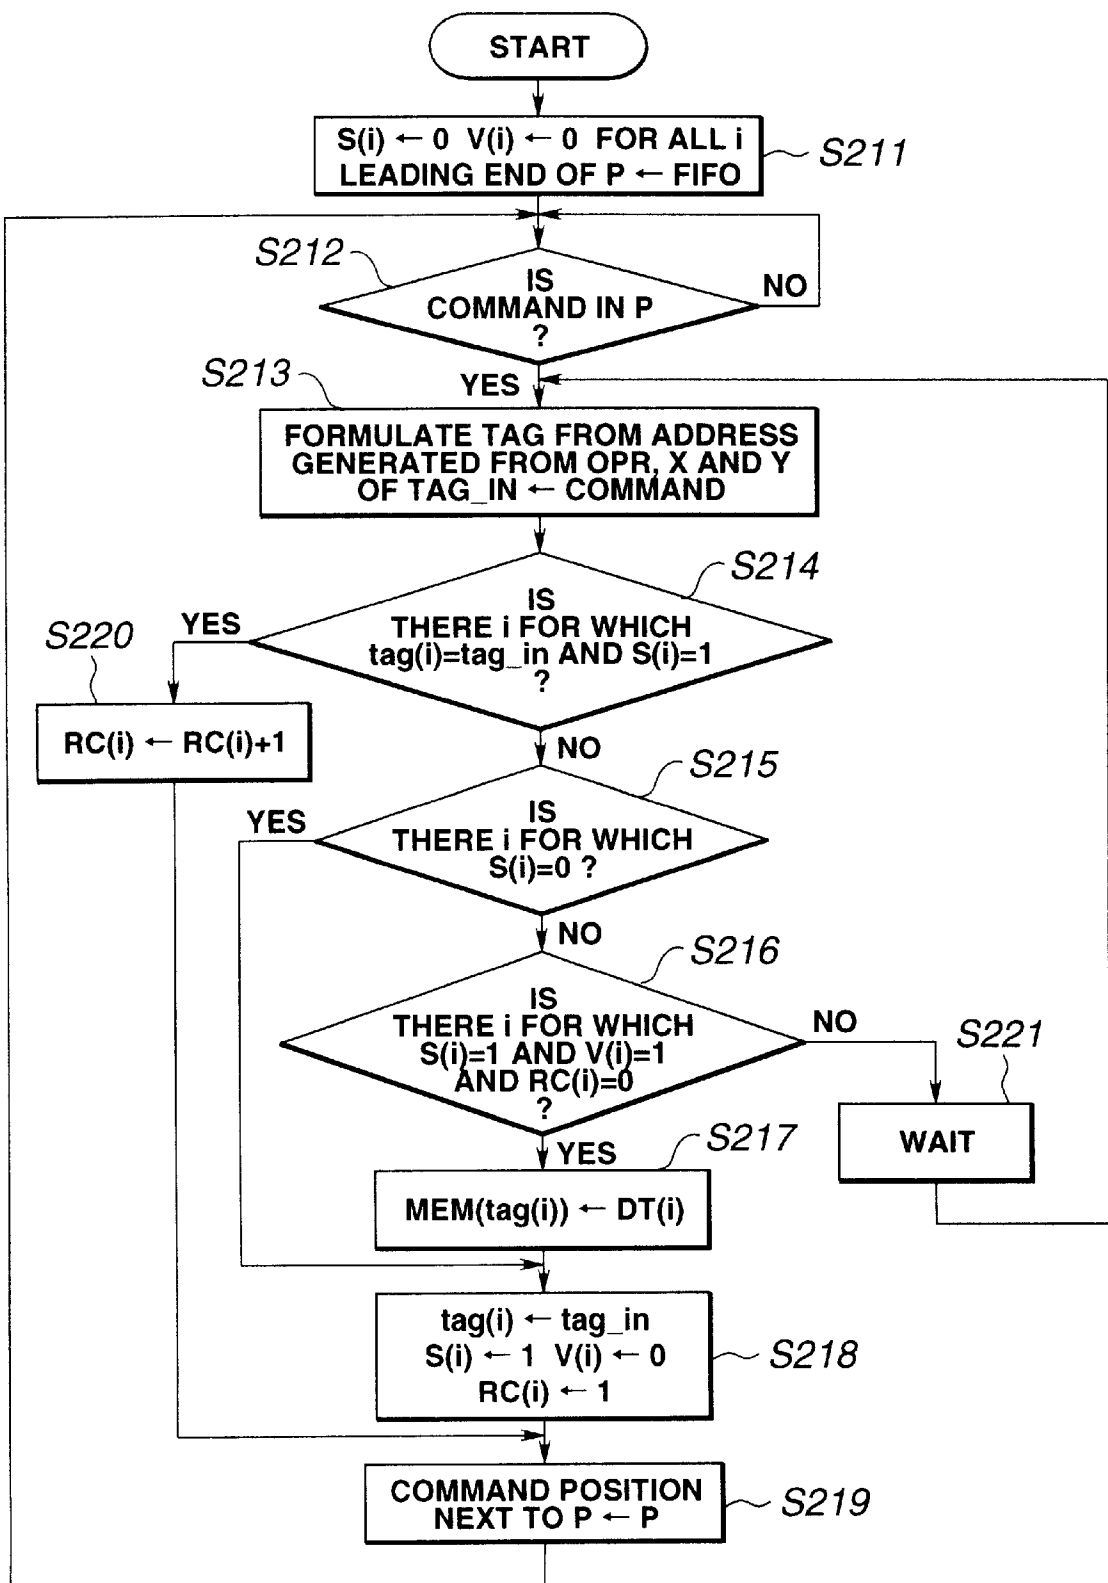 START
S(i) ← 0 V(i) ← 0 FOR ALL i
LEADING END OF P ← FIFO
S211
S212
IS
COMMAND IN P
?
NO
YES
S213
FORMULATE TAG FROM ADDRESS
GENERATED FROM OPR, X AND Y
OF TAG_IN ← COMMAND
S214
IS
THERE i FOR WHICH
tag(i)=tag_in AND S(i)=1
?
YES
S220
RC(i) ← RC(i)+1
NO
S215
IS
THERE i FOR WHICH
S(i)=0 ?
YES
NO
S216
IS
THERE i FOR WHICH
S(i)=1 AND V(i)=1
AND RC(i)=0
?
NO
S221
WAIT
YES
S217
MEM(tag(i)) ← DT(i)
tag(i) ← tag_in
S(i) ← 1 V(i) ← 0
RC(i) ← 1
S218
COMMAND POSITION
NEXT TO P ← P
S219